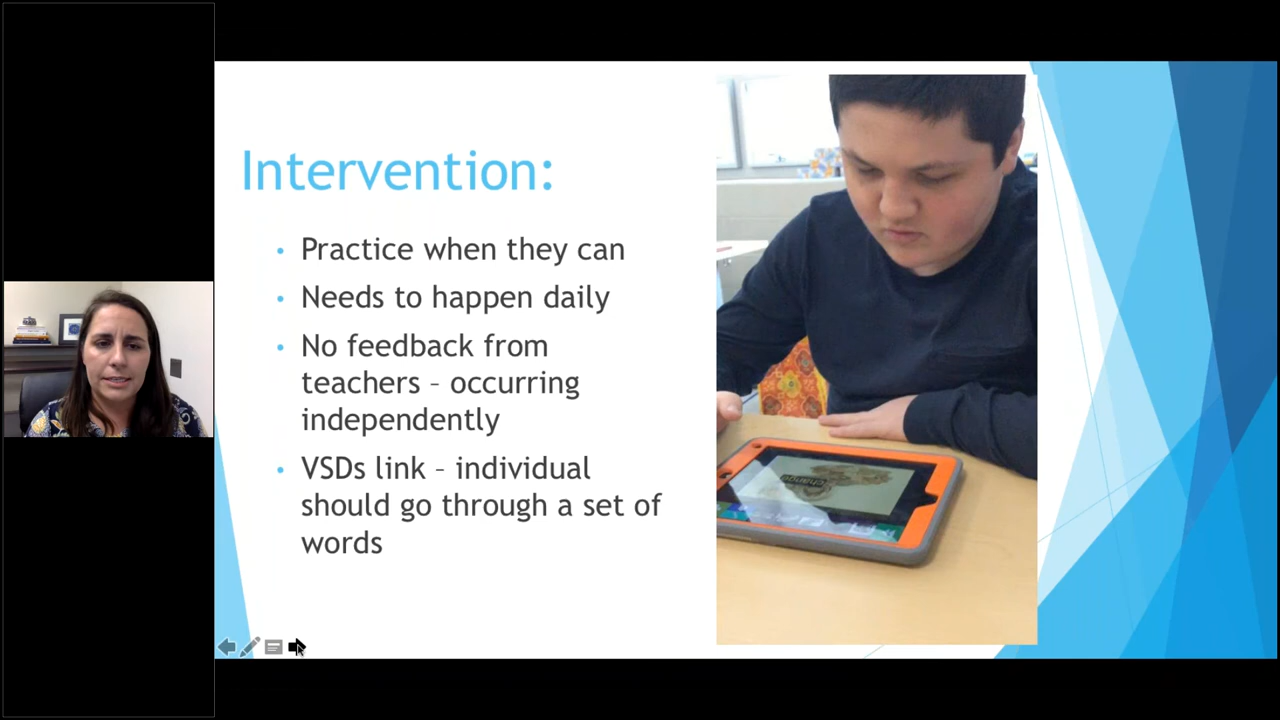 Intervention:
• Practice when they can
• Needs to happen daily
• No feedback from
teachers – occurring
independently
• VSDs link – individual
should go through a set of
words